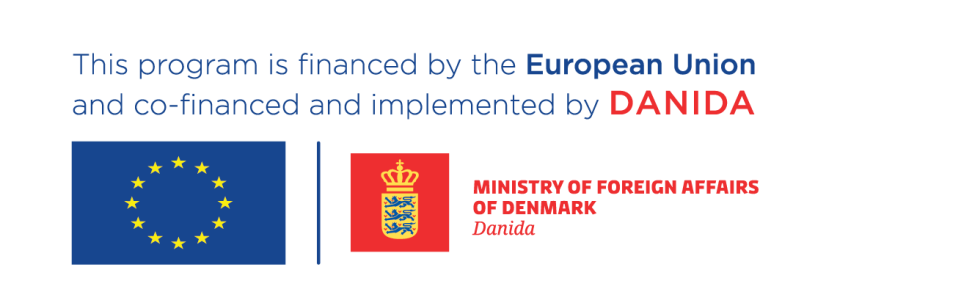 This program is financed by the European Union
and co-financed and implemented by DANIDA
MINISTRY OF FOREIGN AFFAIRS
OF DENMARK
Danida